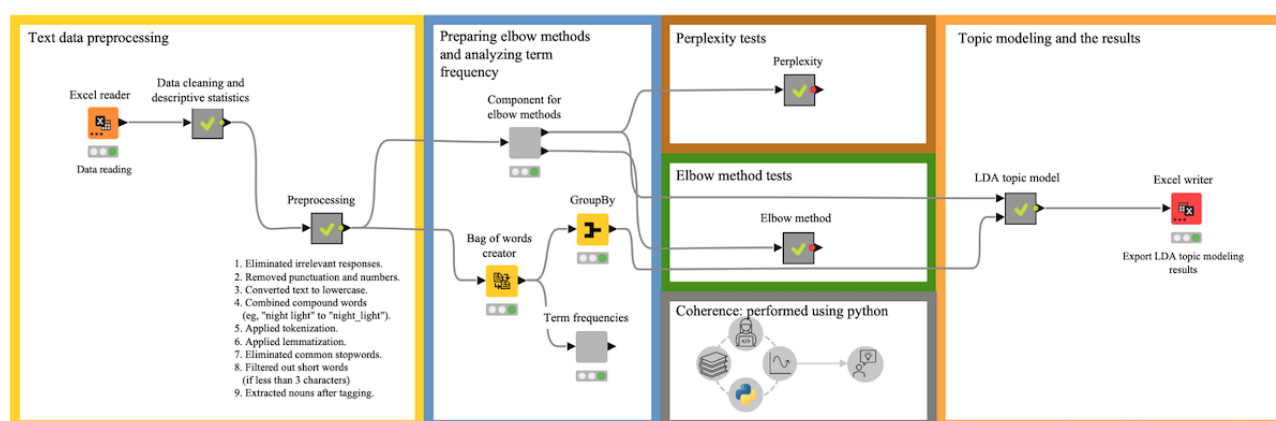 Text data preprocessing
Excel reader
Data reading
Data cleaning and
descriptive statistics
Preprocessing
1. Eliminated irrelevant responses.
2. Removed punctuation and numbers.
3. Converted text to lowercase.
4. Combined compound words
(eg, "night light" to "night_light").
5. Applied tokenization.
6. Applied lemmatization.
7. Eliminated common stopwords.
8. Filtered out short words
(if less than 3 characters)
9. Extracted nouns after tagging.
Preparing elbow methods
and analyzing term
frequency
Component for
elbow methods
GroupBy
Bag of words
creator
Term frequencies
Perplexity tests
Perplexity
Elbow method tests
Elbow method
Coherence: performed using python
Topic modeling and the results
LDA topic model
Excel writer
Export LDA topic modeling
results